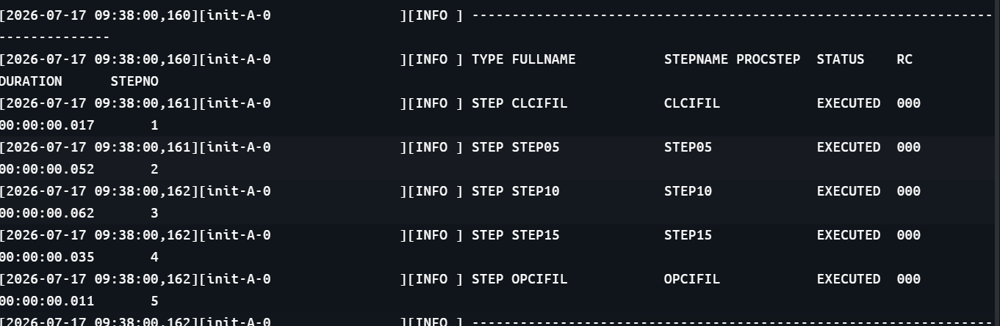 [2026-07-17 09:38:00,160][init-A-0                ][INFO ] -----------------------------------------------------------------
--------------
[2026-07-17 09:38:00,160][init-A-0                ][INFO ] TYPE FULLNAME           STEPNAME PROCSTEP  STATUS    RC
DURATION      STEPNO
[2026-07-17 09:38:00,161][init-A-0                ][INFO ] STEP CLCIFIL            CLCIFIL            EXECUTED  000
00:00:00.017       1
[2026-07-17 09:38:00,161][init-A-0                ][INFO ] STEP STEP05             STEP05             EXECUTED  000
00:00:00.052       2
[2026-07-17 09:38:00,162][init-A-0                ][INFO ] STEP STEP10             STEP10             EXECUTED  000
00:00:00.062       3
[2026-07-17 09:38:00,162][init-A-0                ][INFO ] STEP STEP15             STEP15             EXECUTED  000
00:00:00.035       4
[2026-07-17 09:38:00,162][init-A-0                ][INFO ] STEP OPCIFIL            OPCIFIL            EXECUTED  000
00:00:00.011       5
[2026-07-17 09:38:00,162][init-A-0                ][INFO ] -----------------------------------------------------------------